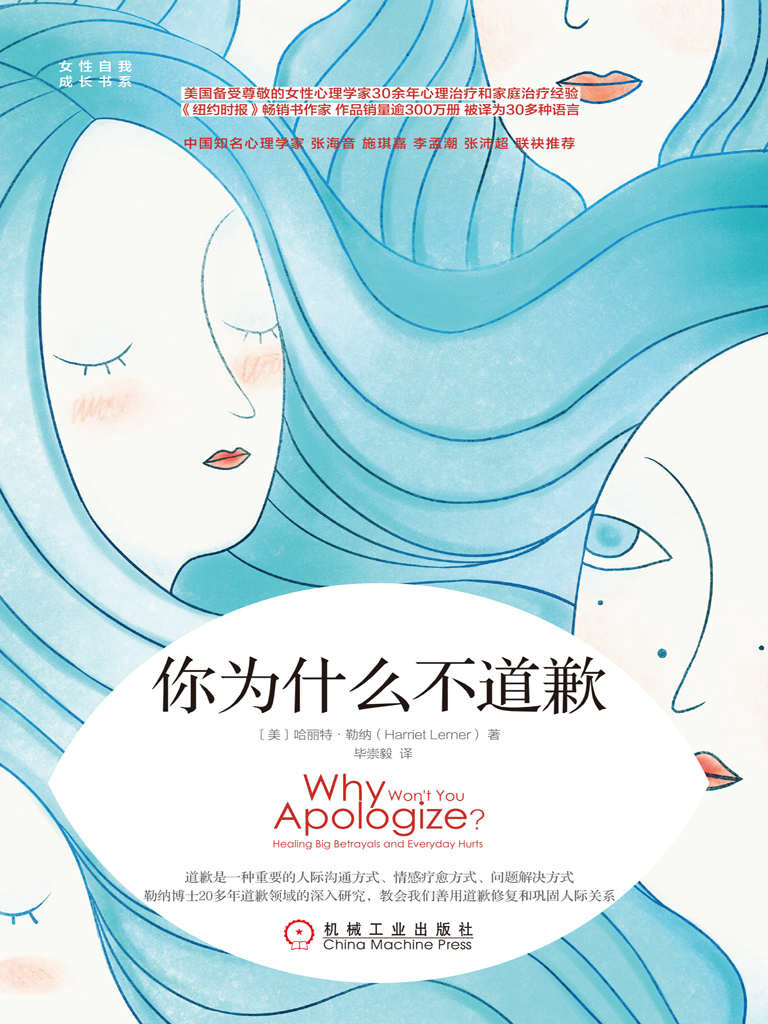 女性自我
成长书系
美国备受尊敬的女性心理学家30余年心理治疗和家庭治疗经验
《纽约时报》畅销书作家 作品销量逾300万册 被译为30多种语言
中国知名心理学家 张海音 施琪嘉 李孟潮 张沛超 联袂推荐
你为什么不道歉
［美］哈丽特·勒纳（Harriet Lerner）著
毕崇毅 译
Why Won't You
Apologize?
Healing Big Betrayals and Everyday Hurts
道歉是一种重要的人际沟通方式、情感疗愈方式、问题解决方式
勒纳博士20多年道歉领域的深入研究，教会我们善用道歉修复和巩固人际关系
机械工业出版社
China Machine Press